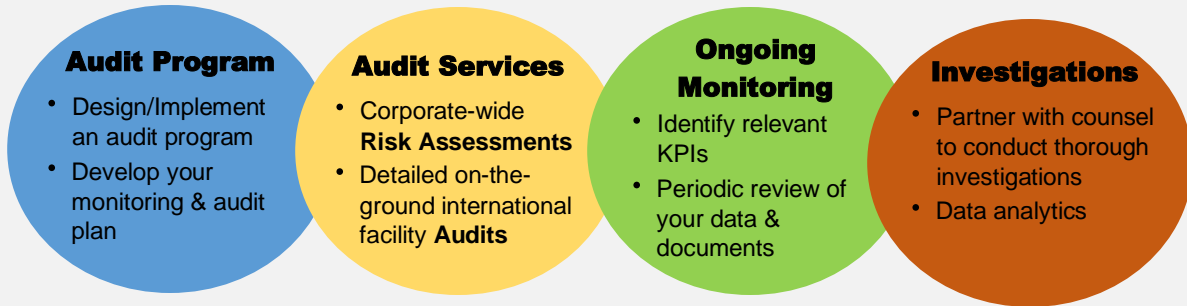 Audit Program
• Design/Implement
an audit program
• Develop your
monitoring & audit
plan
Audit Services
• Corporate-wide
Risk Assessments
• Detailed on-the-
ground international
facility Audits
Ongoing
Monitoring
• Identify relevant
KPIs
• Periodic review of
your data &
documents
Investigations
• Partner with counsel
to conduct thorough
investigations
• Data analytics